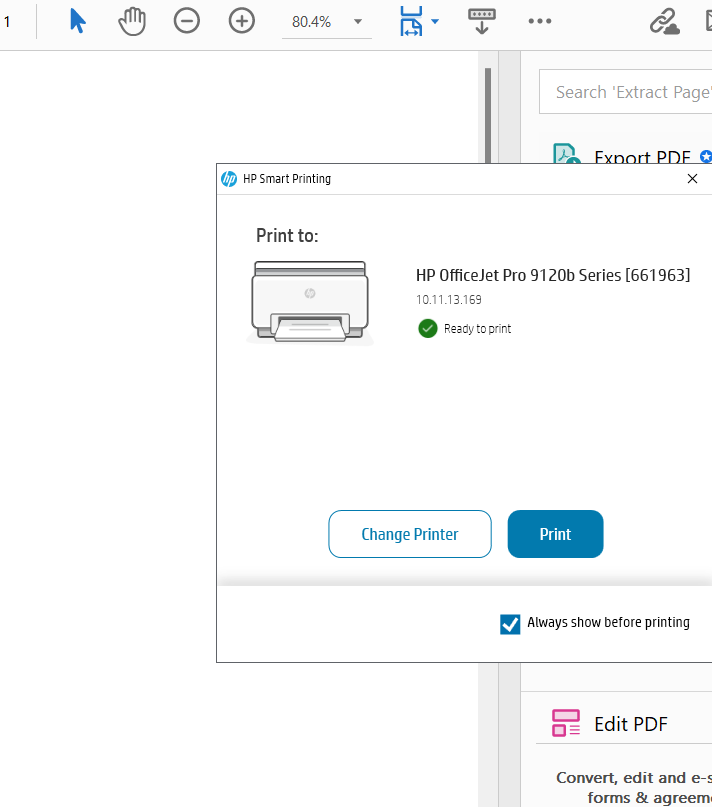 1
80.4%
Search 'Extract Page'
Export PDF
hp HP Smart Printing
Print to:
HP OfficeJet Pro 9120b Series [661963]
10.11.13.169
Ready to print
Change Printer
Print
Always show before printing
Edit PDF
Convert, edit and e-s
forms & agreem